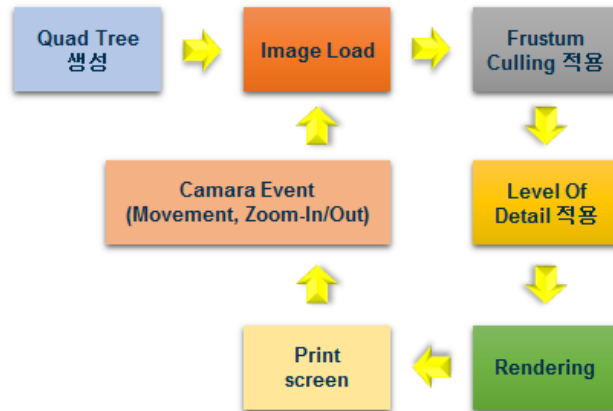 Quad Tree
생성
Image Load
Frustum
Culling 적용
Camara Event
(Movement, Zoom-In/Out)
Level Of
Detail 적용
Print
screen
Rendering